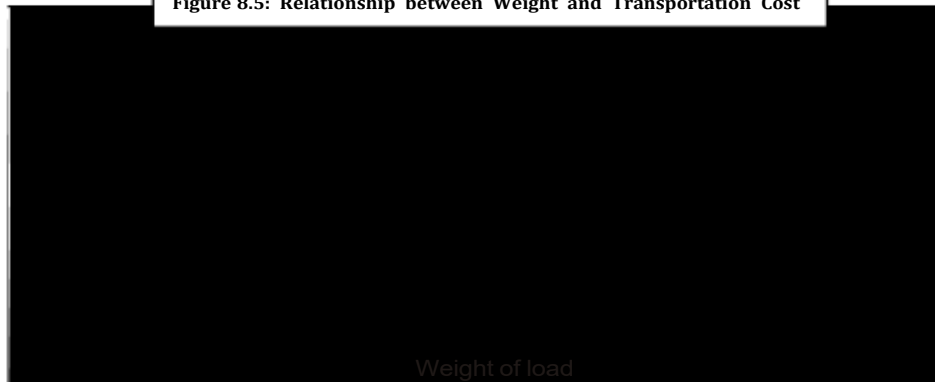 Figure 8.5: Relationship between Weight and Transportation Cost
Weight of load